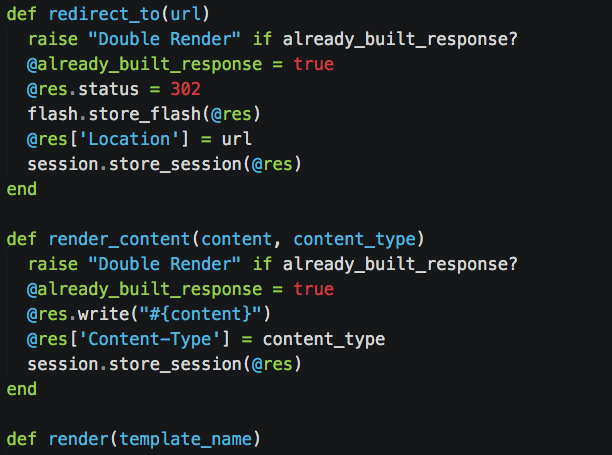 def redirect_to(url)
  raise "Double Render" if already_built_response?
  @already_built_response = true
  @res.status = 302
  flash.store_flash(@res)
  @res['Location'] = url
  session.store_session(@res)
end

def render_content(content, content_type)
  raise "Double Render" if already_built_response?
  @already_built_response = true
  @res.write("#{content}")
  @res['Content-Type'] = content_type
  session.store_session(@res)
end

def render(template_name)